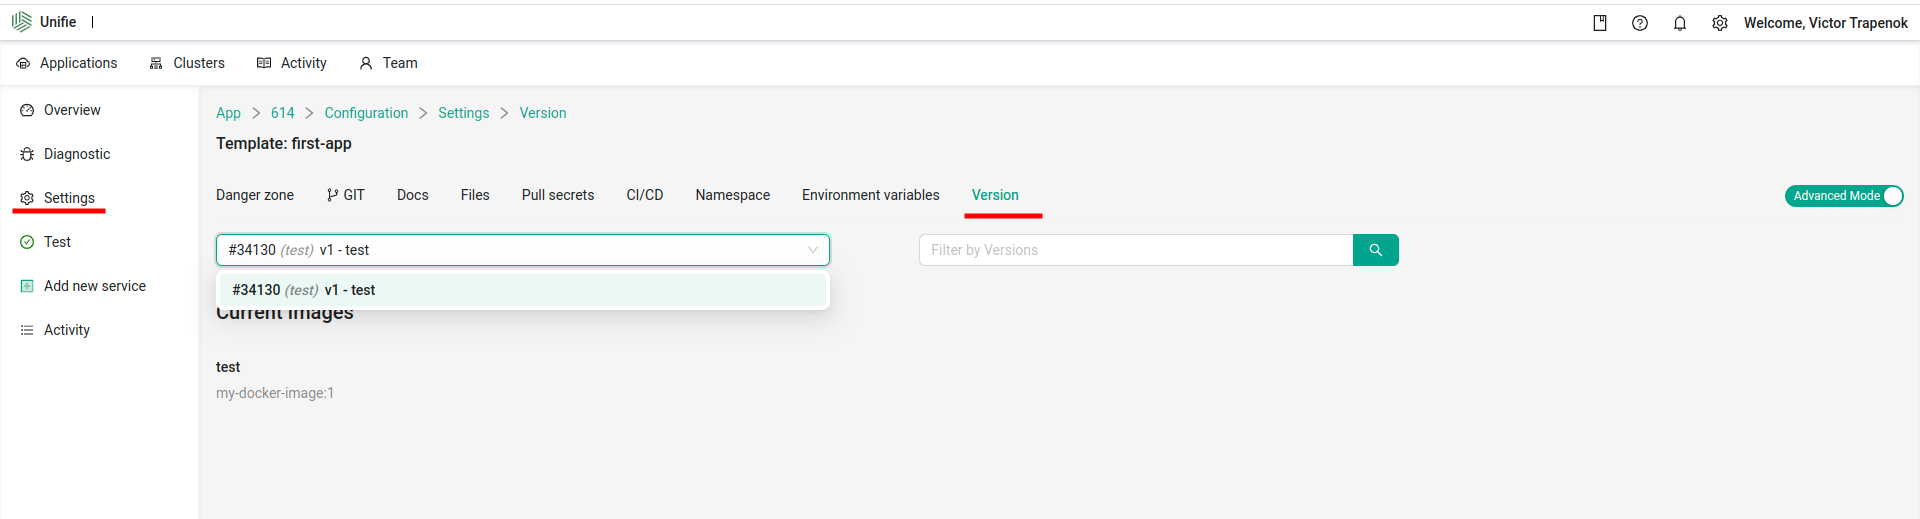 Unifie
Welcome, Victor Trapenok
Applications Clusters Activity Team
Overview
Diagnostic
Settings
Test
Add new service
Activity
App > 614 > Configuration > Settings > Version
Template: first-app
Danger zone GIT Docs Files Pull secrets CI/CD Namespace Environment variables Version
Advanced Mode
#34130 (test) v1 - test
Filter by Versions
#34130 (test) v1 - test
Current images
test
my-docker-image:1